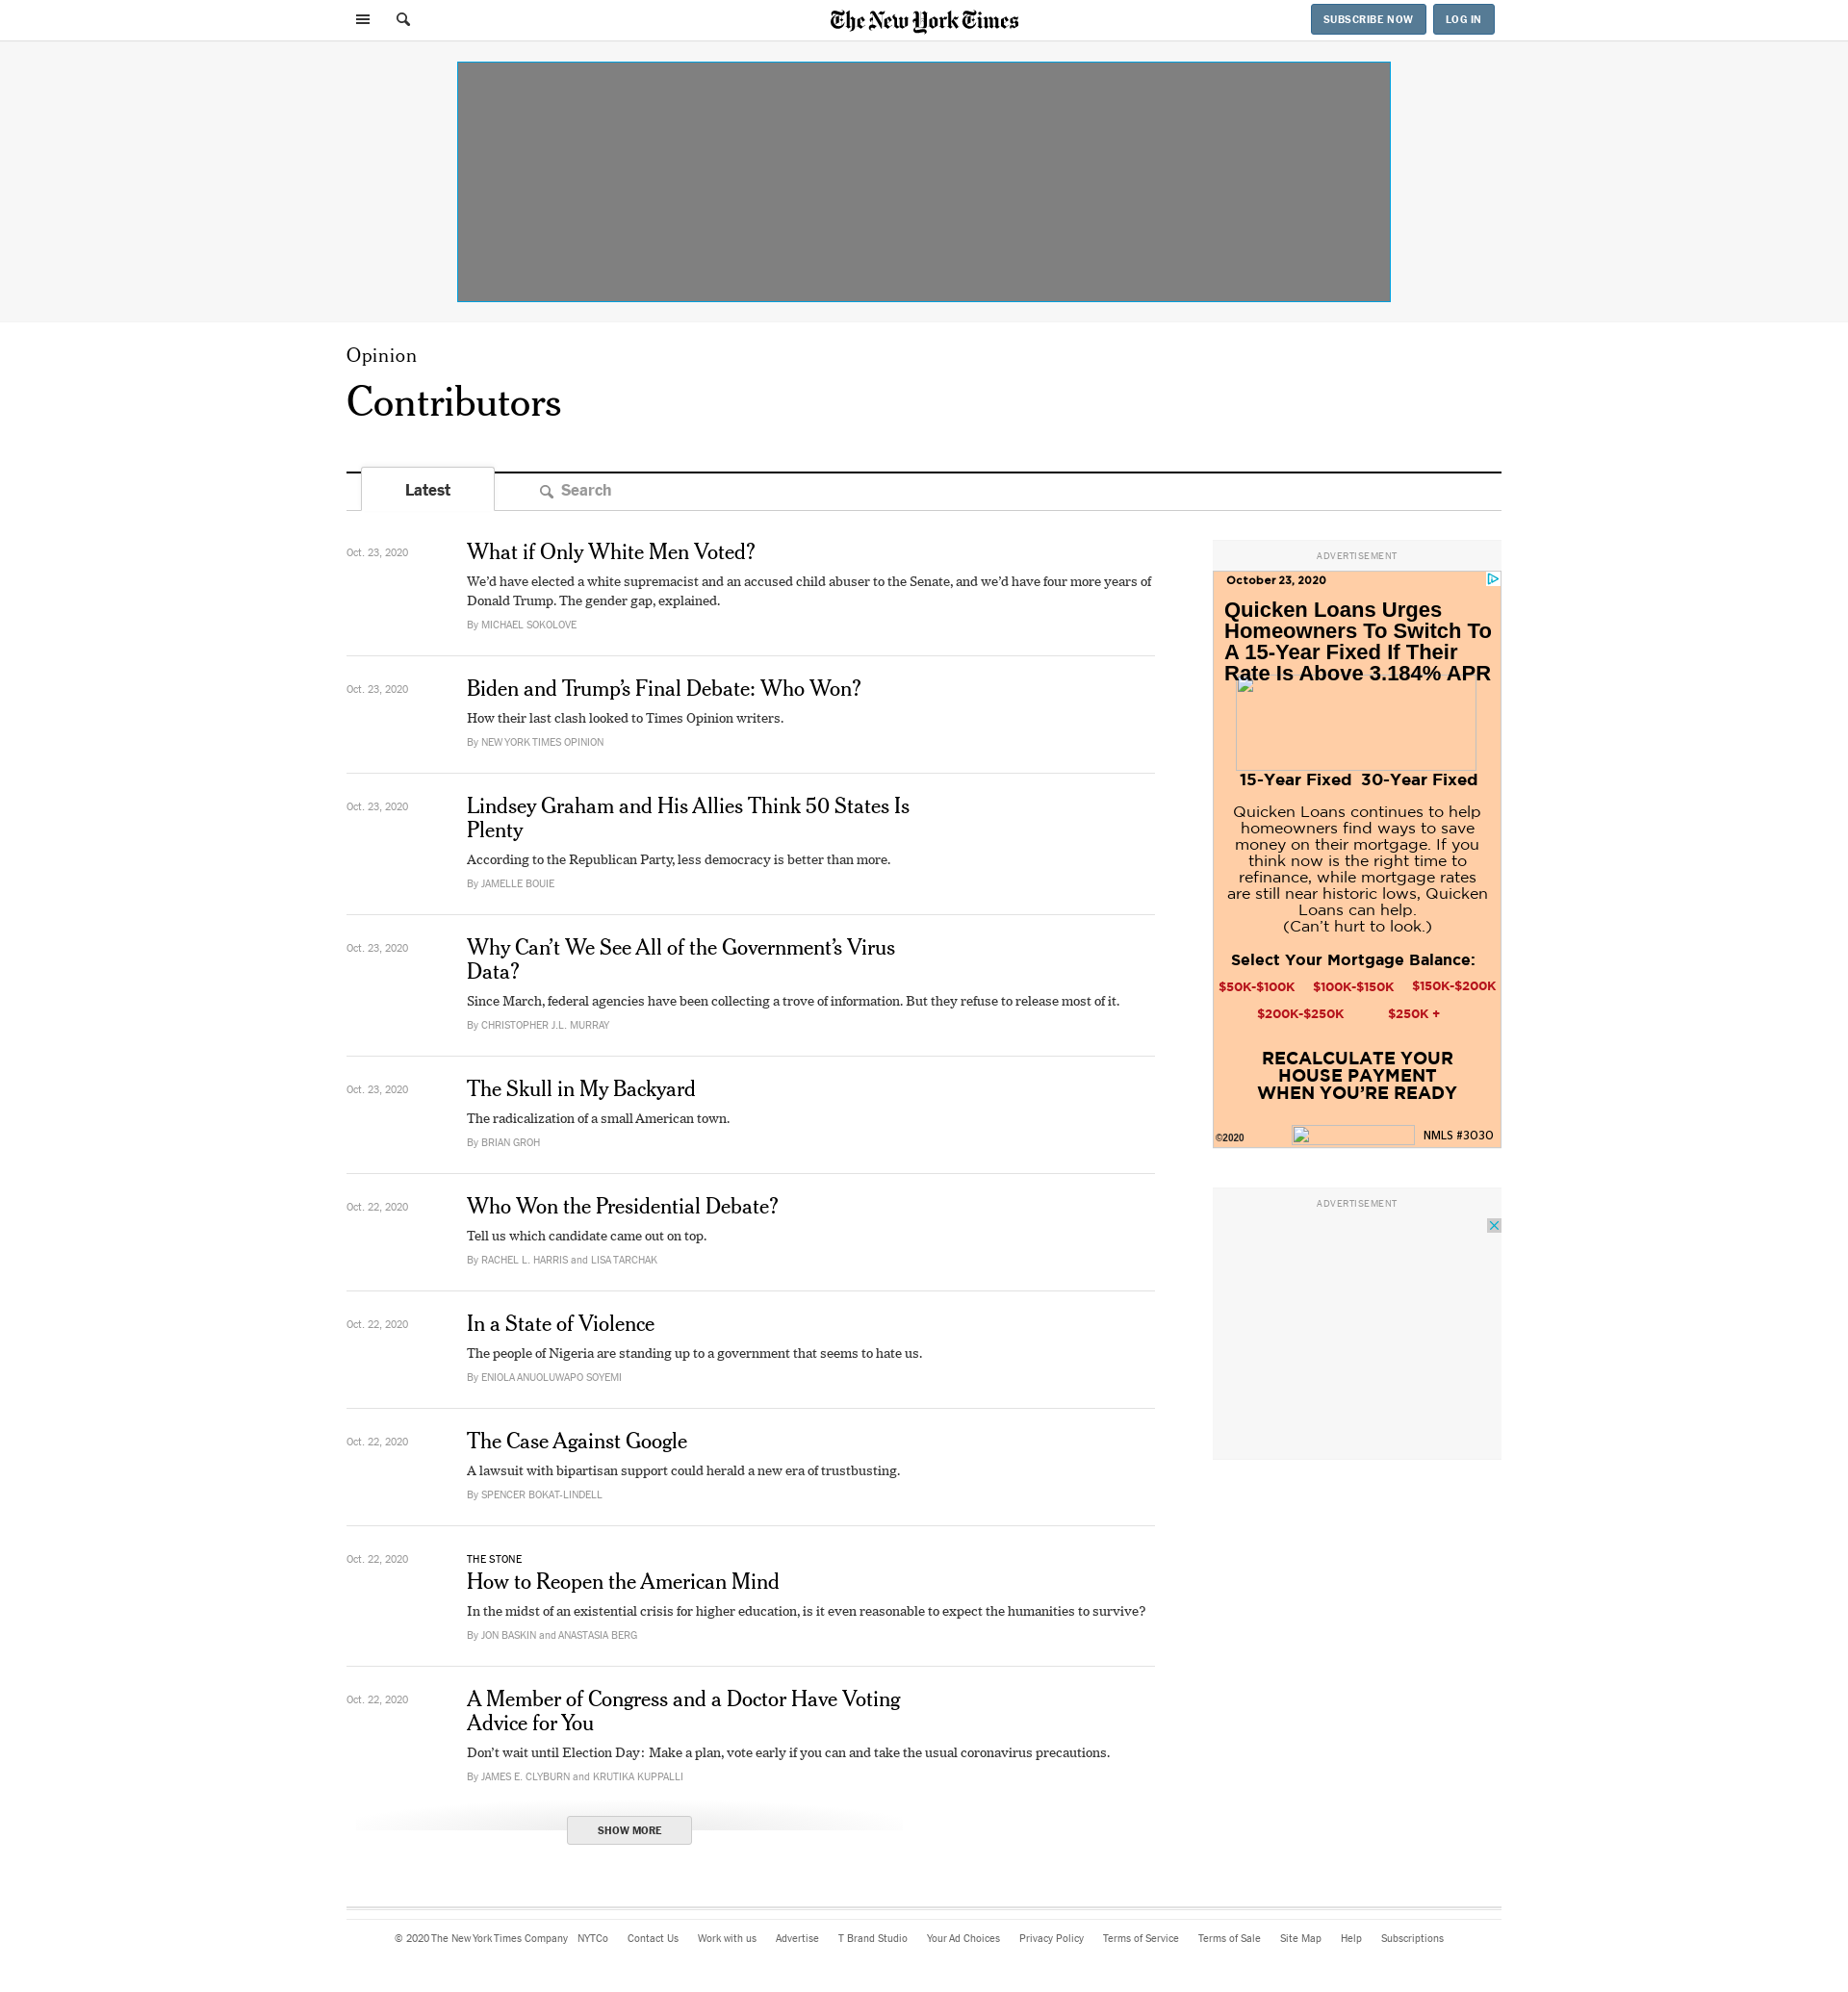 The New York Times
SUBSCRIBE NOW
LOG IN
Opinion
Contributors
Latest
Search
Oct. 23, 2020
What if Only White Men Voted?
We’d have elected a white supremacist and an accused child abuser to the Senate, and we’d have four more years of
Donald Trump. The gender gap, explained.
By MICHAEL SOKOLOVE
Oct. 23, 2020
Biden and Trump’s Final Debate: Who Won?
How their last clash looked to Times Opinion writers.
By NEW YORK TIMES OPINION
Oct. 23, 2020
Lindsey Graham and His Allies Think 50 States Is
Plenty
According to the Republican Party, less democracy is better than more.
By JAMELLE BOUIE
Oct. 23, 2020
Why Can’t We See All of the Government’s Virus
Data?
Since March, federal agencies have been collecting a trove of information. But they refuse to release most of it.
By CHRISTOPHER J.L. MURRAY
Oct. 23, 2020
The Skull in My Backyard
The radicalization of a small American town.
By BRIAN GROH
Oct. 22, 2020
Who Won the Presidential Debate?
Tell us which candidate came out on top.
By RACHEL L. HARRIS and LISA TARCHAK
Oct. 22, 2020
In a State of Violence
The people of Nigeria are standing up to a government that seems to hate us.
By ENIOLA ANUOLUWAPO SOYEMI
Oct. 22, 2020
The Case Against Google
A lawsuit with bipartisan support could herald a new era of trustbusting.
By SPENCER BOKAT-LINDELL
Oct. 22, 2020
THE STONE
How to Reopen the American Mind
In the midst of an existential crisis for higher education, is it even reasonable to expect the humanities to survive?
By JON BASKIN and ANASTASIA BERG
Oct. 22, 2020
A Member of Congress and a Doctor Have Voting
Advice for You
Don’t wait until Election Day: Make a plan, vote early if you can and take the usual coronavirus precautions.
By JAMES E. CLYBURN and KRUTIKA KUPPALLI
SHOW MORE
ADVERTISEMENT
October 23, 2020
Quicken Loans Urges
Homeowners To Switch To
A 15-Year Fixed If Their
Rate Is Above 3.184% APR
15-Year Fixed 30-Year Fixed
Quicken Loans continues to help
homeowners find ways to save
money on their mortgage. If you
think now is the right time to
refinance, while mortgage rates
are still near historic lows, Quicken
Loans can help.
(Can’t hurt to look.)
Select Your Mortgage Balance:
$50K-$100K $100K-$150K $150K-$200K
$200K-$250K $250K +
RECALCULATE YOUR
HOUSE PAYMENT
WHEN YOU’RE READY
©2020
NMLS #3030
ADVERTISEMENT
© 2020 The New York Times Company NYTCo Contact Us Work with us Advertise T Brand Studio Your Ad Choices Privacy Policy Terms of Service Terms of Sale Site Map Help Subscriptions